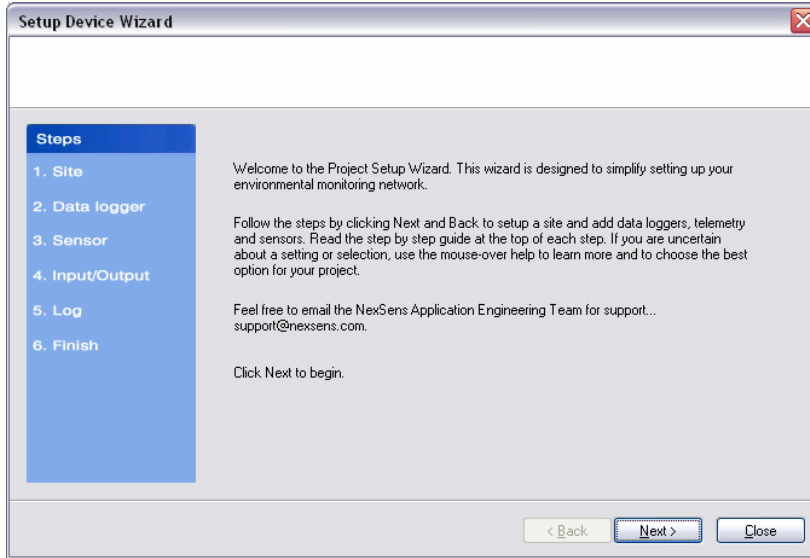 Setup Device Wizard
Steps
1. Site
2. Data logger
3. Sensor
4. Input/Output
5. Log
6. Finish
Welcome to the Project Setup Wizard. This wizard is designed to simplify setting up your
environmental monitoring network.
Follow the steps by clicking Next and Back to setup a site and add data loggers, telemetry
and sensors. Read the step by step guide at the top of each step. If you are uncertain
about a setting or selection, use the mouse-over help to learn more and to choose the best
option for your project.
Feel free to email the NexSens Application Engineering Team for support...
support@nexsens.com.
Click Next to begin.
< Back
Next >
Close